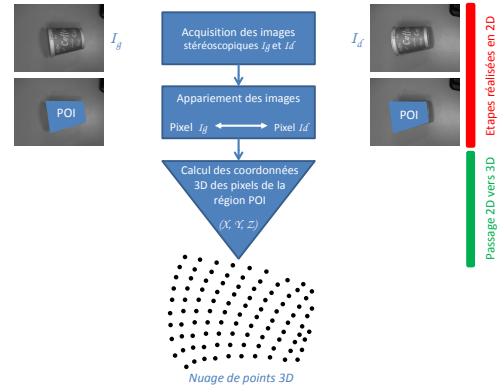 Acquisition des images
stéréoscopiques Ig et Id
Ig
Id
Appariement des images
Pixel Ig Pixel Id
POI
POI
Calcul des coordonnées
3D des pixels de la
région POI
(X, Y, Z)
Nuage de points 3D
Etapes réalisées en 2D
Passage 2D vers 3D